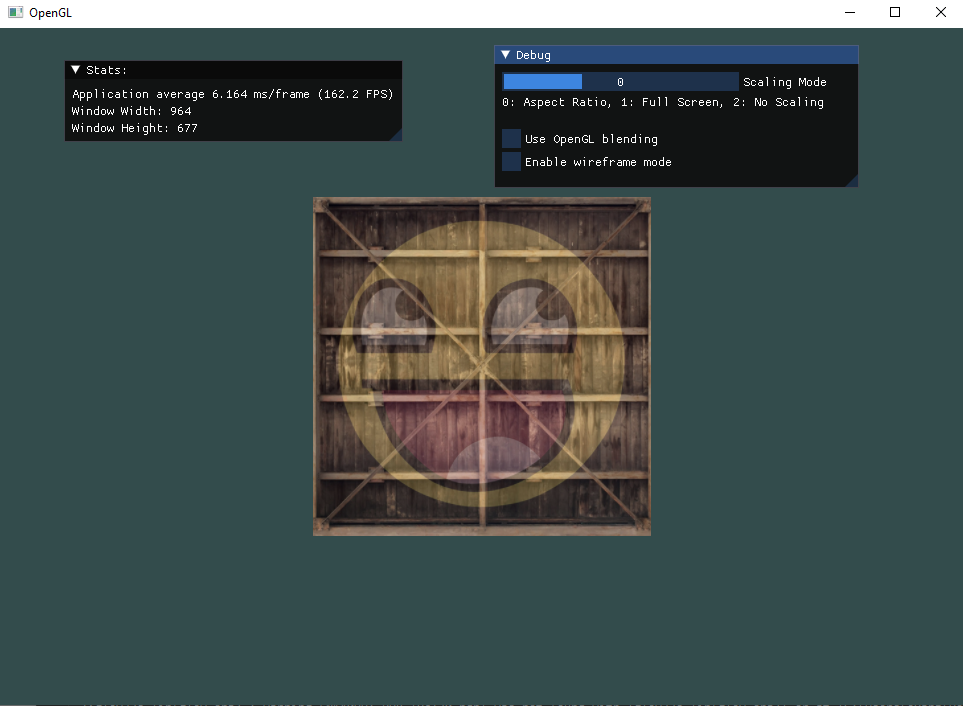 OpenGL
Stats:
Application average 6.164 ms/frame (162.2 FPS)
Window Width: 964
Window Height: 677
Debug
0 Scaling Mode
0: Aspect Ratio, 1: Full Screen, 2: No Scaling
Use OpenGL blending
Enable wireframe mode